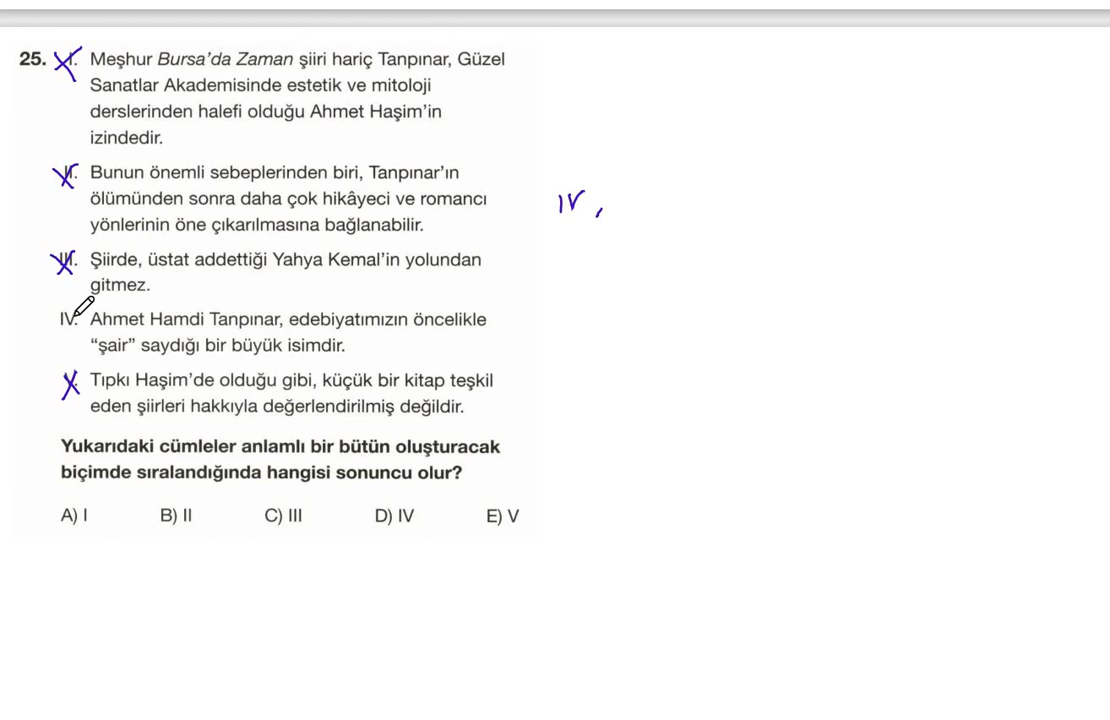 25. I. Meşhur Bursa'da Zaman şiiri hariç Tanpınar, Güzel
Sanatlar Akademisinde estetik ve mitoloji
derslerinden halefi olduğu Ahmet Haşim'in
izindedir.
II. Bunun önemli sebeplerinden biri, Tanpınar'ın
ölümünden sonra daha çok hikâyeci ve romancı
yönlerinin öne çıkarılmasına bağlanabilir.
IV,
III. Şiirde, üstat addettiği Yahya Kemal'in yolundan
gitmez.
IV. Ahmet Hamdi Tanpınar, edebiyatımızın öncelikle
"şair" saydığı bir büyük isimdir.
V. Tıpkı Haşim'de olduğu gibi, küçük bir kitap teşkil
eden şiirleri hakkıyla değerlendirilmiş değildir.
Yukarıdaki cümleler anlamlı bir bütün oluşturacak
biçimde sıralandığında hangisi sonuncu olur?
A) I B) II C) III D) IV E) V